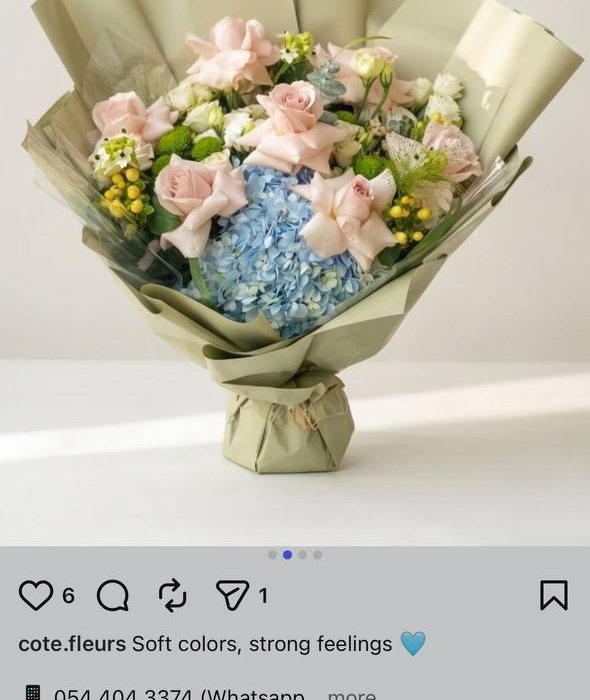 6 1
cote.fleurs Soft colors, strong feelings 🩵
📱 054 404 3374 (Whatsapp... more